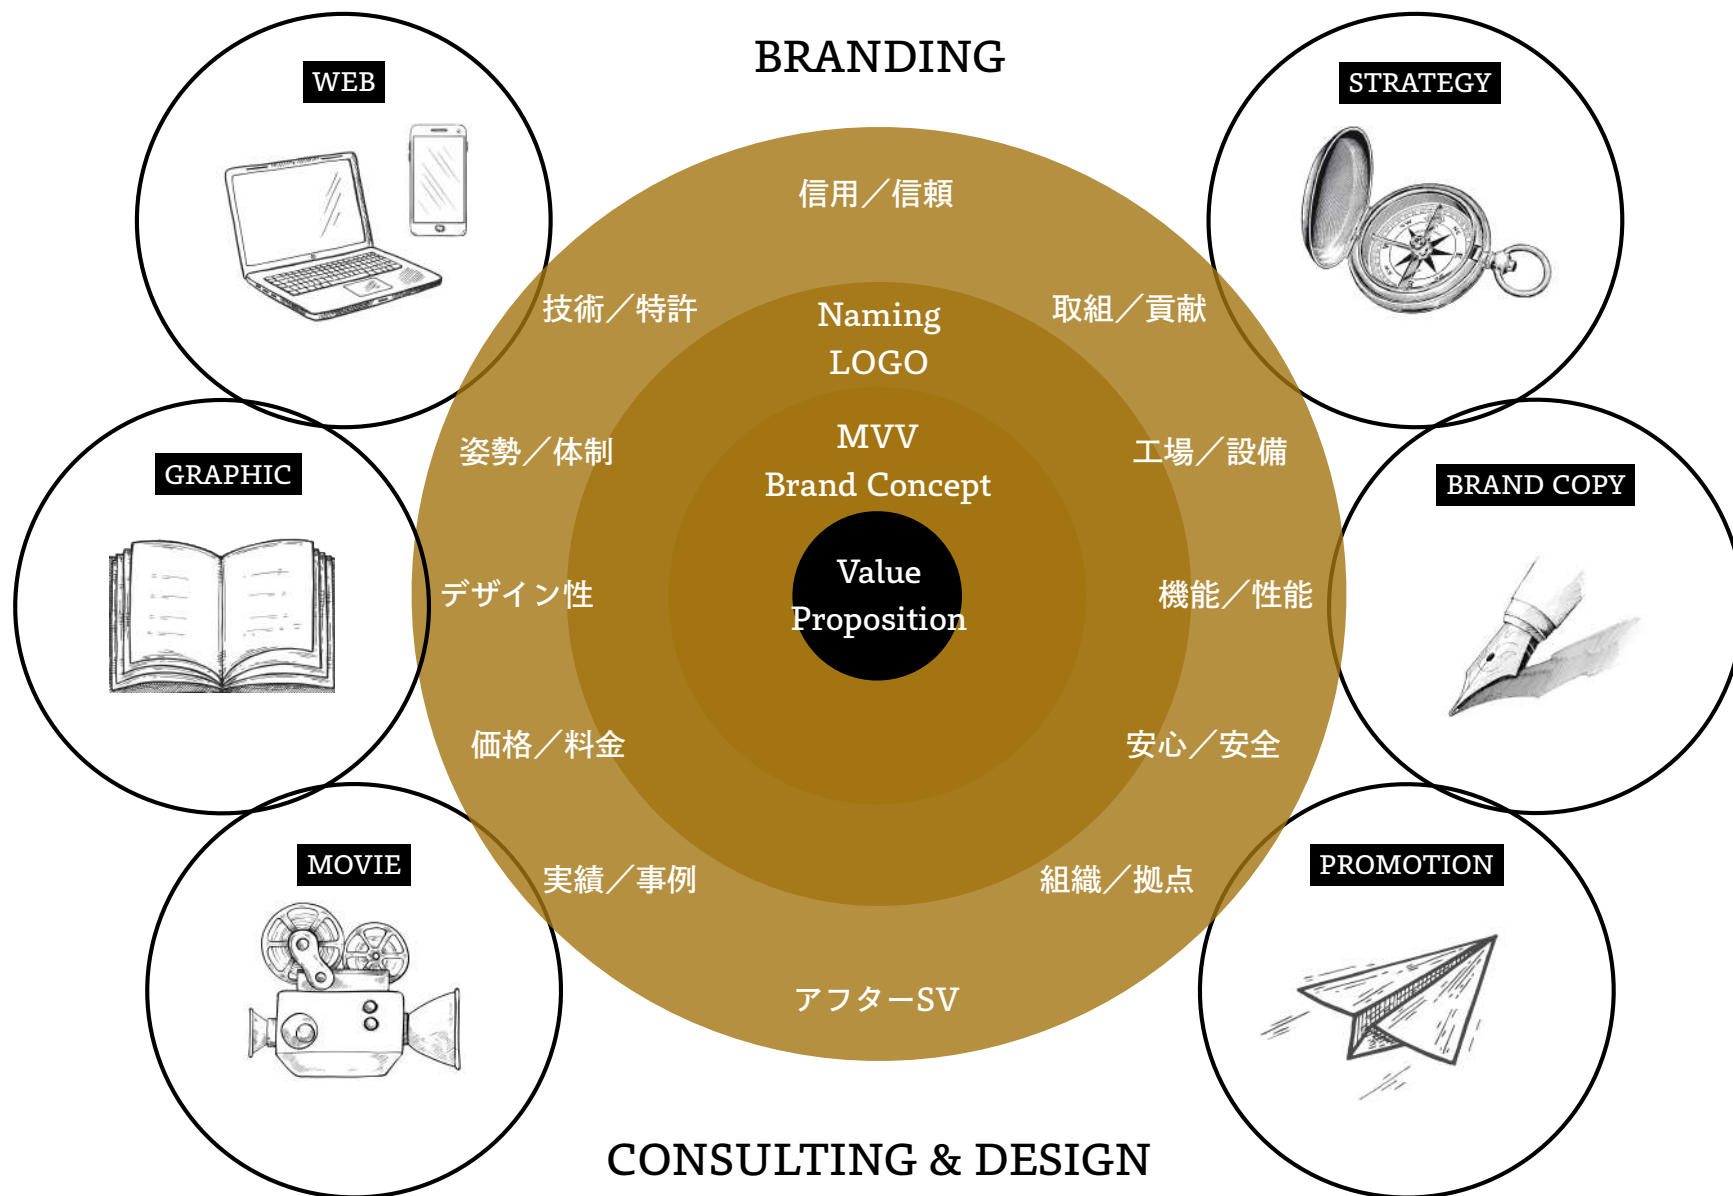 BRANDING
WEB
STRATEGY
信用／信頼
技術／特許
取組／貢献
Naming
LOGO
姿勢／体制
工場／設備
MVV
Brand Concept
GRAPHIC
BRAND COPY
デザイン性
機能／性能
Value
Proposition
価格／料金
安心／安全
MOVIE
PROMOTION
実績／事例
組織／拠点
アフターSV
CONSULTING & DESIGN